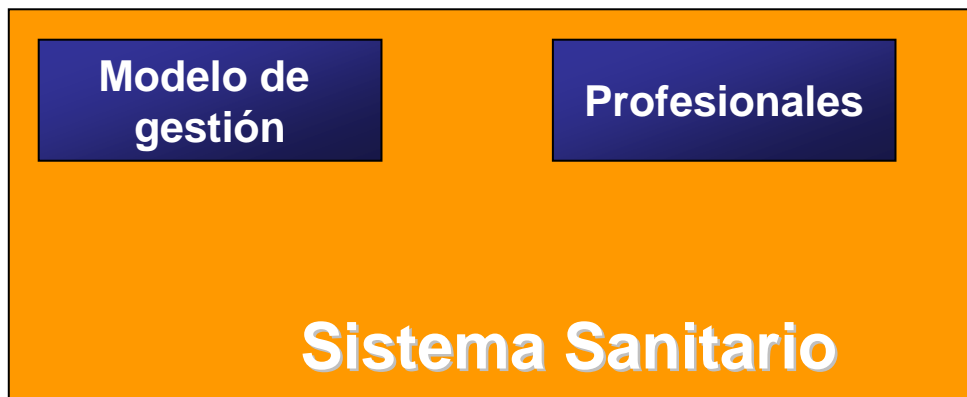 Modelo de
gestión
Profesionales
Sistema Sanitario